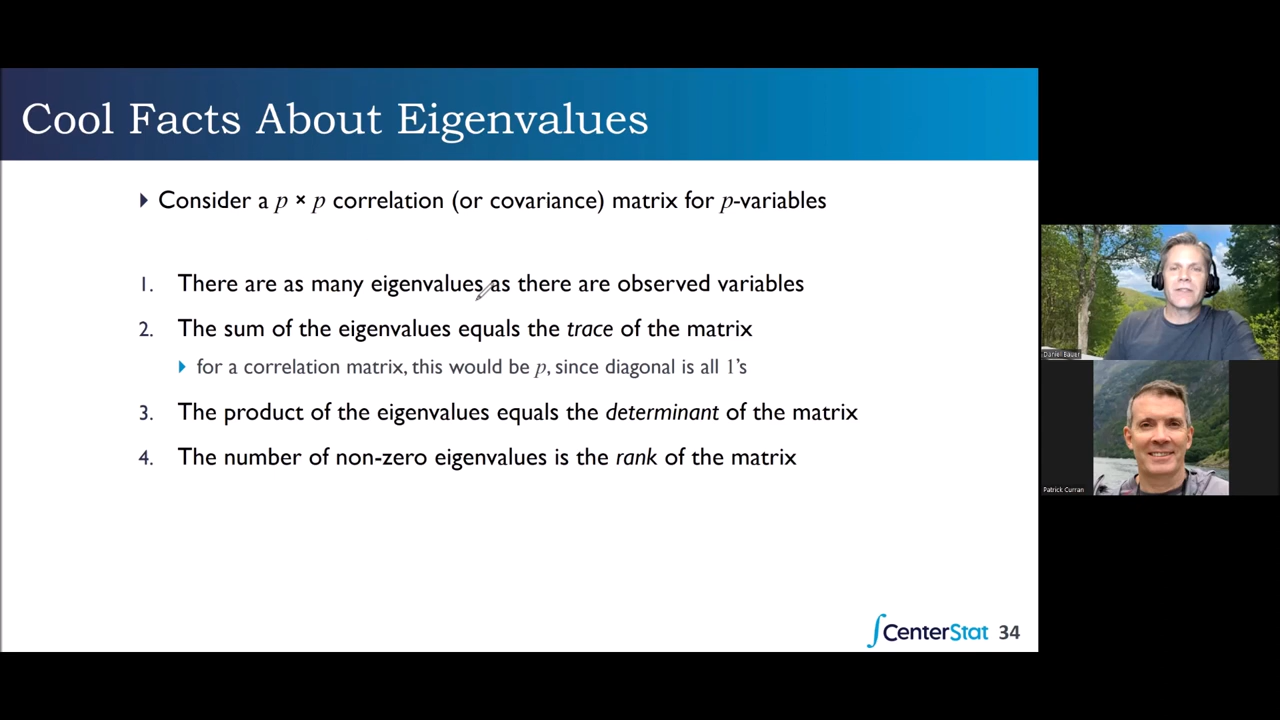 Cool Facts About Eigenvalues
Consider a p × p correlation (or covariance) matrix for p-variables
1. There are as many eigenvalues as there are observed variables
2. The sum of the eigenvalues equals the trace of the matrix
for a correlation matrix, this would be p, since diagonal is all 1's
3. The product of the eigenvalues equals the determinant of the matrix
4. The number of non-zero eigenvalues is the rank of the matrix
CenterStat 34
Daniel Bauer
Patrick Curran